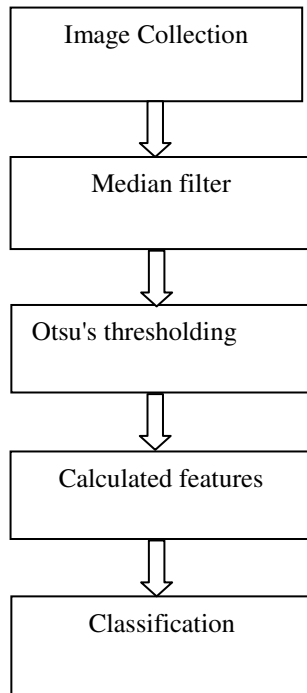 Image Collection
Median filter
Otsu's thresholding
Calculated features
Classification